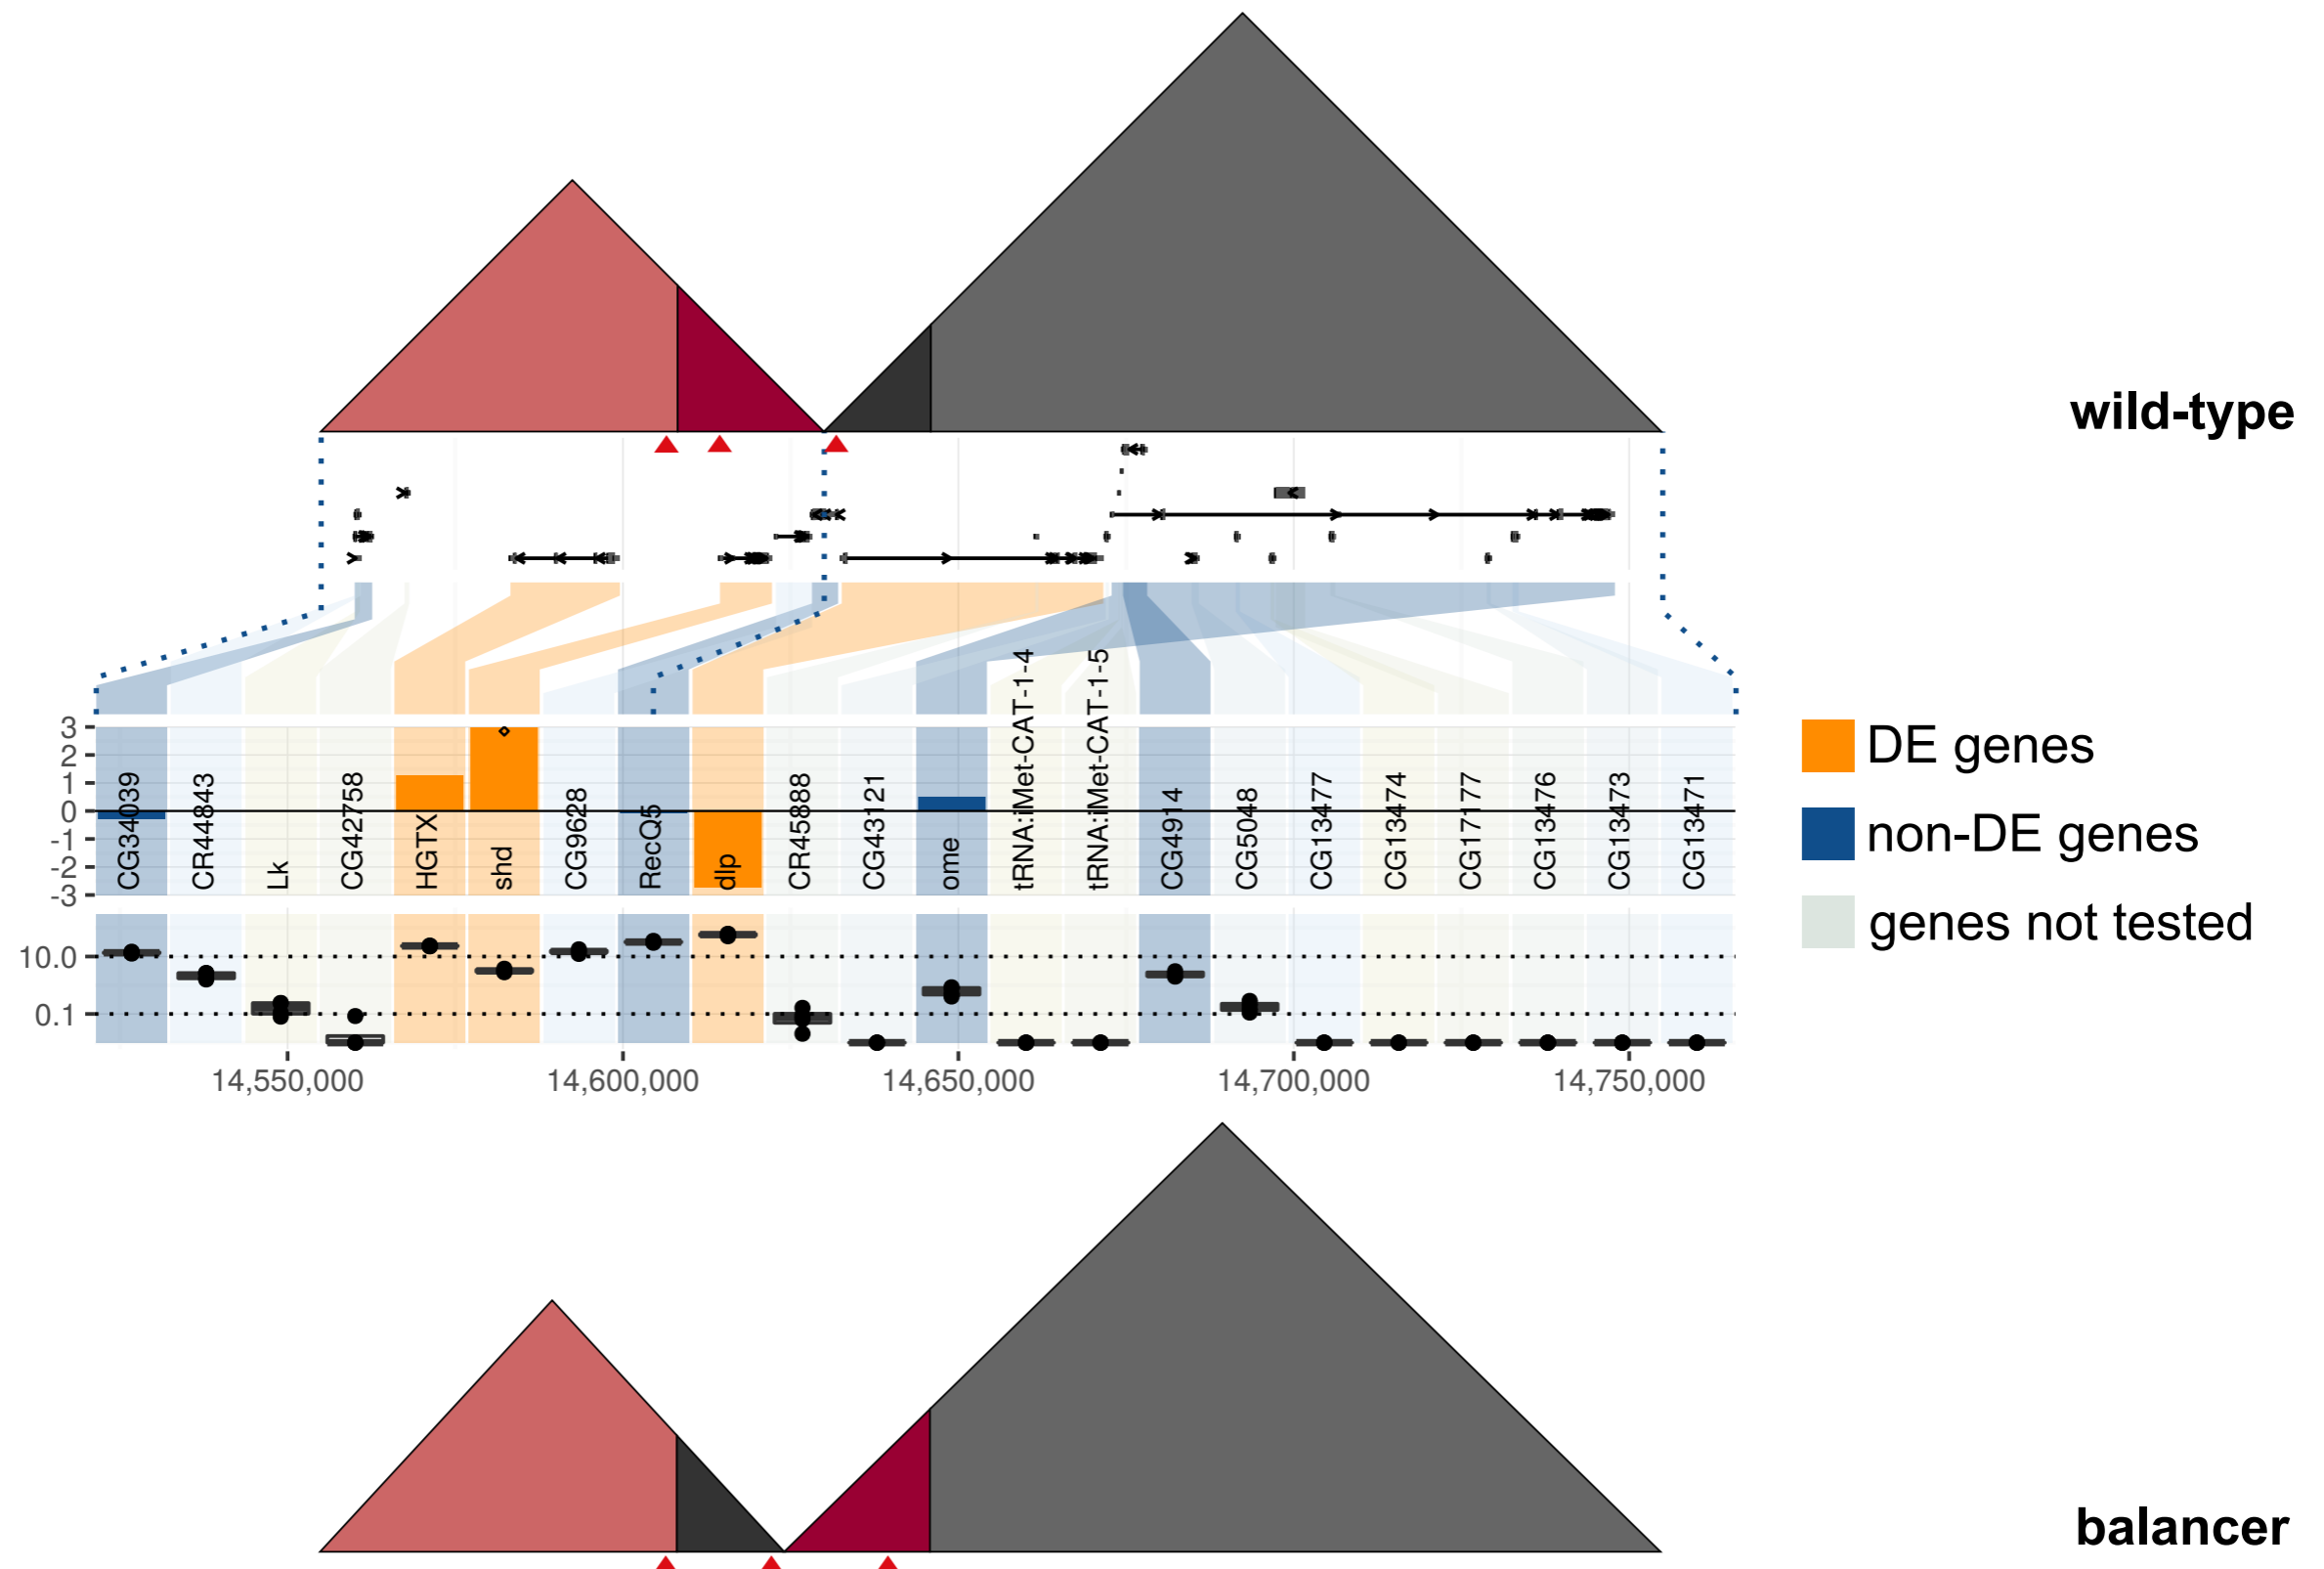 wild-type
3
2
1
0
-1
-2
-3
CG34039
CR44843
Lk
CG42758
HGTX
shd
CG9628
RecQ5
dlp
CR45888
CG43121
ome
tRNA:iMet-CAT-1-4
tRNA:iMet-CAT-1-5
CG4914
CG5048
CG13477
CG13474
CG17177
CG13476
CG13473
CG13471
DE genes
non-DE genes
genes not tested
10.0
0.1
14,550,000 14,600,000 14,650,000 14,700,000 14,750,000
balancer